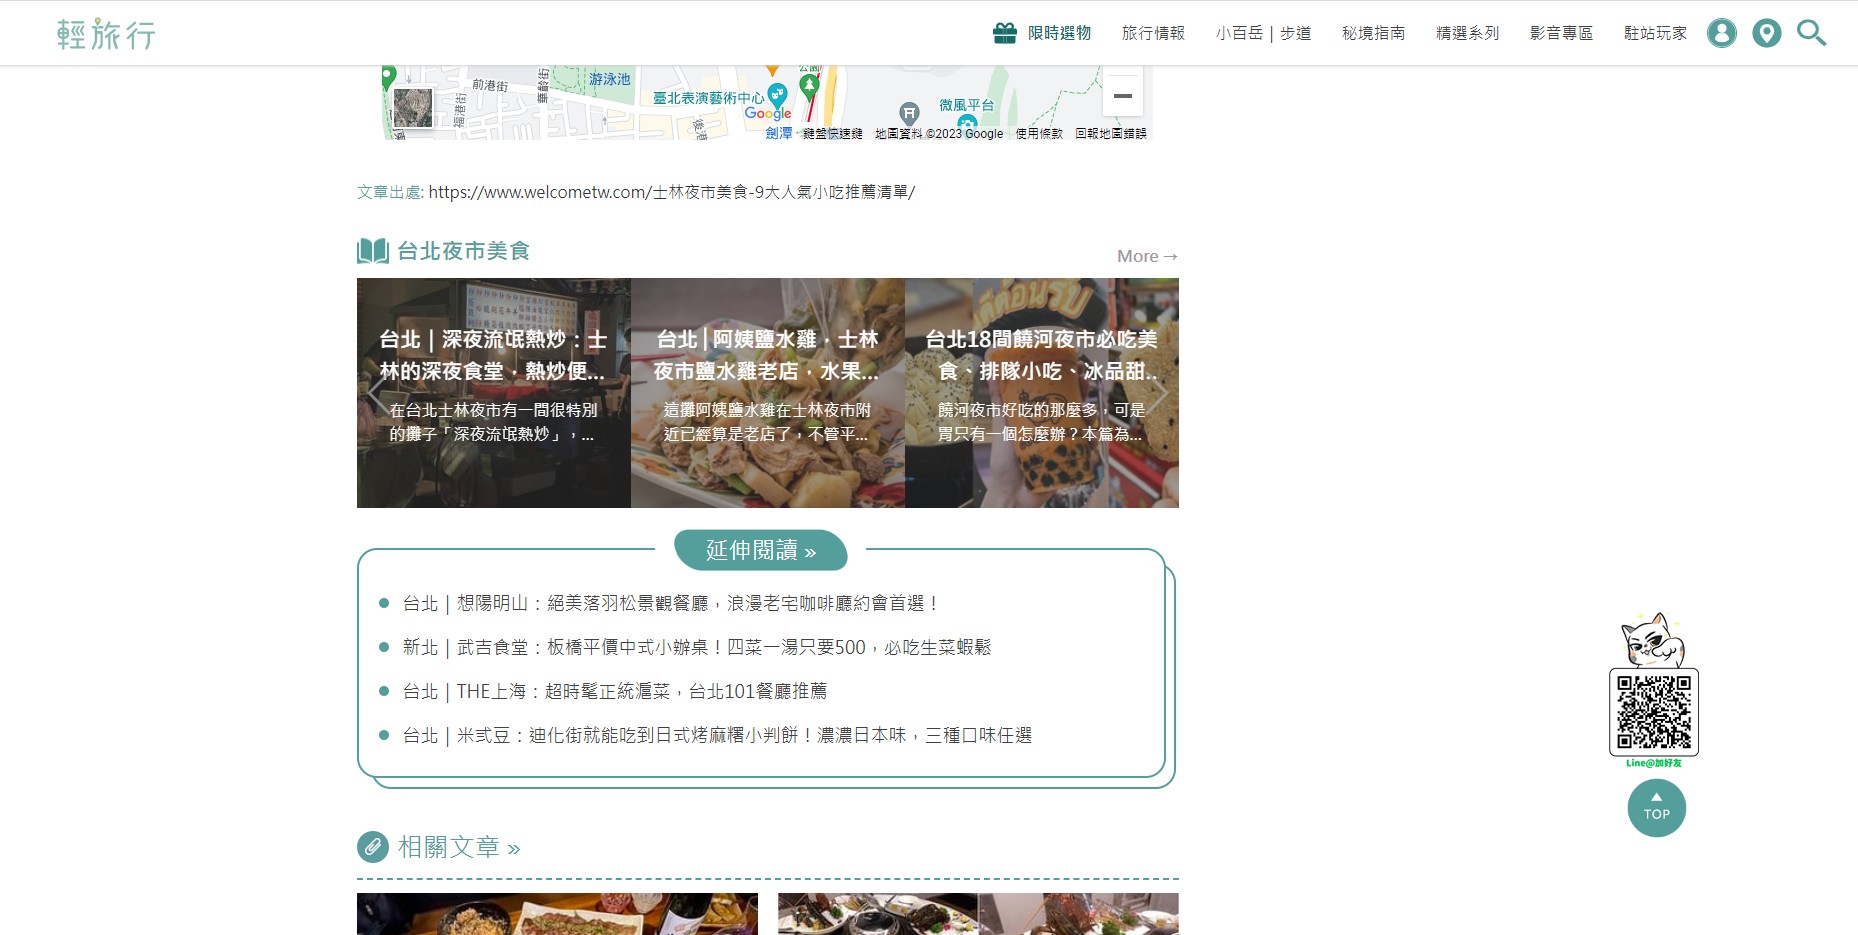 輕旅行
限時選物 旅行情報 小百岳 | 步道 秘境指南 精選系列 影音專區 駐站玩家
公園
前港街 華齡街 游泳池
福港街 臺北表演藝術中心 微風平台
Google 後港
劍潭 鍵盤快速鍵 地圖資料 ©2023 Google 使用條款 回報地圖錯誤
文章出處: https://www.welcometw.com/士林夜市美食-9大人氣小吃推薦清單/
台北夜市美食
More →
台北｜深夜流氓熱炒：士
林的深夜食堂．熱炒便...
在台北士林夜市有一間很特別
的攤子「深夜流氓熱炒」，...
台北│阿姨鹽水雞．士林
夜市鹽水雞老店．水果...
這攤阿姨鹽水雞在士林夜市附
近已經算是老店了，不管平...
台北18間饒河夜市必吃美
食、排隊小吃、冰品甜..
饒河夜市好吃的那麼多，可是
胃只有一個怎麼辦？本篇為...
延伸閱讀 »
台北｜想陽明山：絕美落羽松景觀餐廳，浪漫老宅咖啡廳約會首選！
新北｜武吉食堂：板橋平價中式小辦桌！四菜一湯只要500，必吃生菜蝦鬆
台北｜THE上海：超時髦正統滬菜，台北101餐廳推薦
台北｜米弎豆：迪化街就能吃到日式烤麻糬小判餅！濃濃日本味，三種口味任選
Line@加好友
TOP
相關文章 »